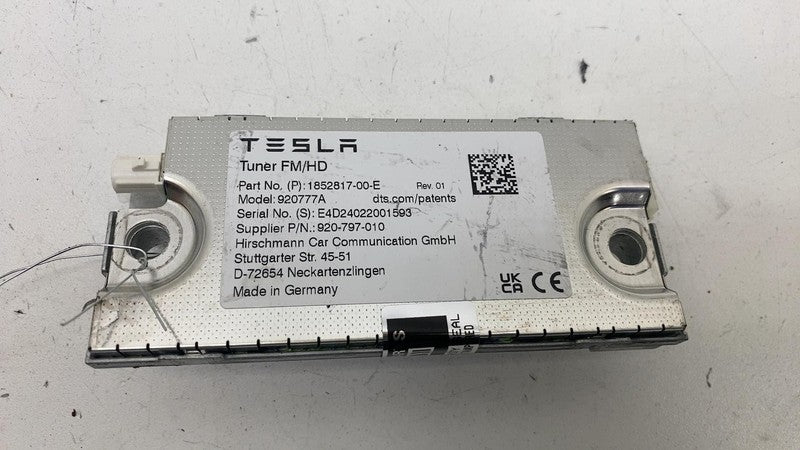 TESLA
Tuner FM/HD
Part No. (P): 1852817-00-E Rev. 01
Model: 920777A dts.com/patents
Serial No. (S): E4D24022001593
Supplier P/N.: 920-797-010
Hirschmann Car Communication GmbH
Stuttgarter Str. 45-51
D-72654 Neckartenzlingen
Made in Germany
UK
CA CE